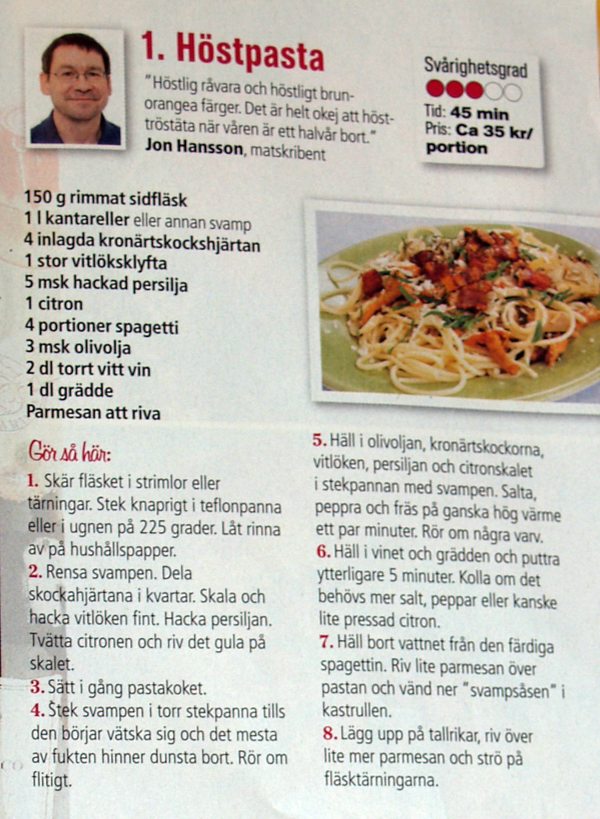 1. Höstpasta
"Höstlig råvara och höstligt brun-
orangea färger. Det är helt okej att höst-
tröstäta när våren är ett halvår bort."
Jon Hansson, matskribent
Svårighetsgrad
Tid: 45 min
Pris: Ca 35 kr/
portion
150 g rimmat sidfläsk
1 l kantareller eller annan svamp
4 inlagda kronärtskockshjärtan
1 stor vitlöksklyfta
5 msk hackad persilja
1 citron
4 portioner spagetti
3 msk olivolja
2 dl torrt vitt vin
1 dl grädde
Parmesan att riva
Gör så här:
1. Skär fläsket i strimlor eller
tärningar. Stek knaprigt i teflonpanna
eller i ugnen på 225 grader. Låt rinna
av på hushållspapper.
2. Rensa svampen. Dela
skockahjärtana i kvartar. Skala och
hacka vitlöken fint. Hacka persiljan.
Tvätta citronen och riv det gula på
skalet.
3. Sätt i gång pastakoket.
4. Stek svampen i torr stekpanna tills
den börjar vätska sig och det mesta
av fukten hinner dunsta bort. Rör om
flitigt.
5. Häll i olivoljan, kronärtskockorna,
vitlöken, persiljan och citronskalet
i stekpannan med svampen. Salta,
peppra och fräs på ganska hög värme
ett par minuter. Rör om några varv.
6. Häll i vinet och grädden och puttra
ytterligare 5 minuter. Kolla om det
behövs mer salt, peppar eller kanske
lite pressad citron.
7. Häll bort vattnet från den färdiga
spagettin. Riv lite parmesan över
pastan och vänd ner "svampsåsen" i
kastrullen.
8. Lägg upp på tallrikar, riv över
lite mer parmesan och strö på
fläsktärningarna.